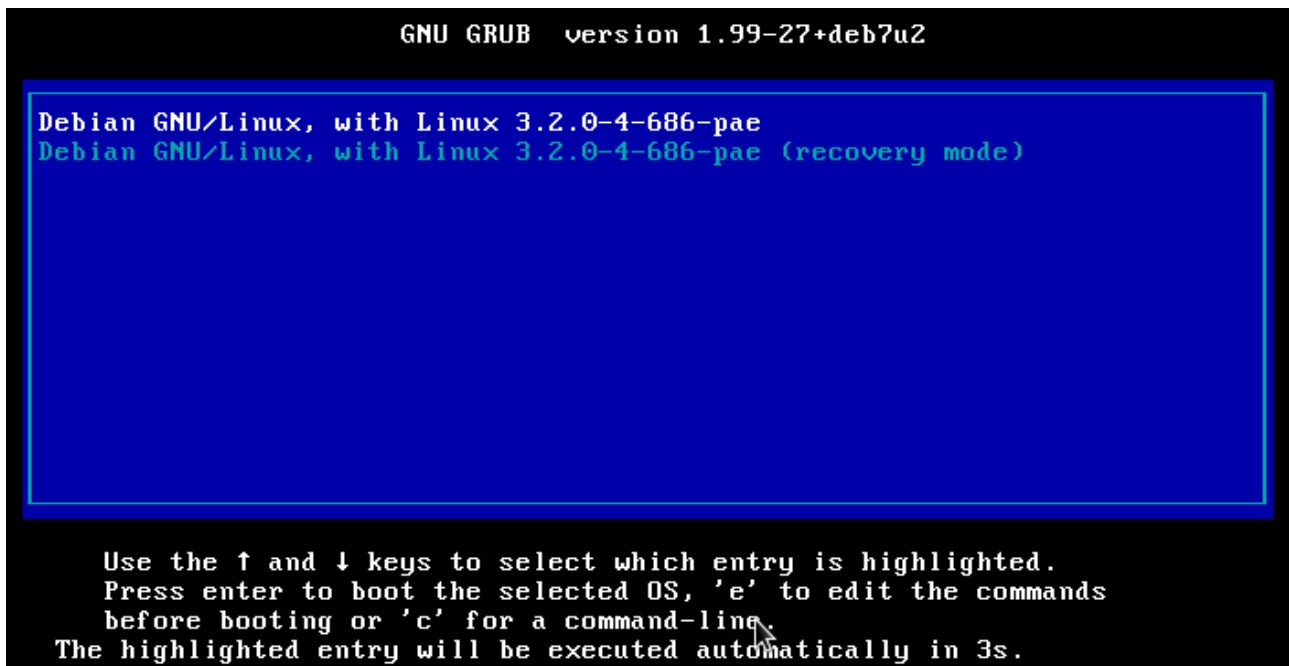 GNU GRUB  version 1.99-27+deb7u2
Debian GNU/Linux, with Linux 3.2.0-4-686-pae
Debian GNU/Linux, with Linux 3.2.0-4-686-pae (recovery mode)
Use the ↑ and ↓ keys to select which entry is highlighted.
Press enter to boot the selected OS, 'e' to edit the commands
before booting or 'c' for a command-line.
The highlighted entry will be executed automatically in 3s.